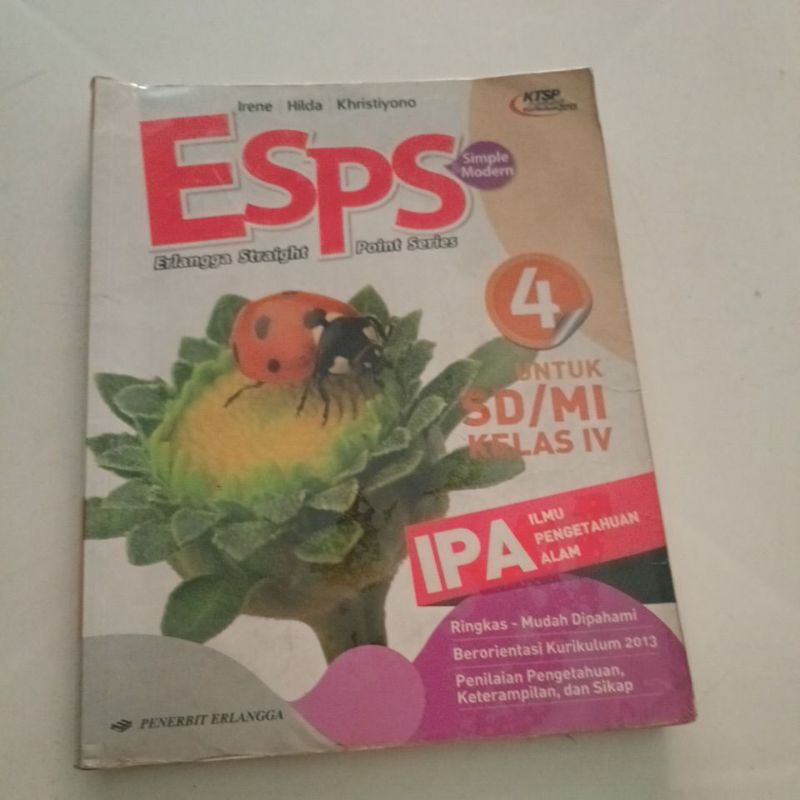 Irene | Hilda | Khristiyono
KTSP
ESPS
Simple
Modern
Erlangga Straight Point Series
4
UNTUK
SD/MI
KELAS IV
IPA
ILMU
PENGETAHUAN
ALAM
Ringkas - Mudah Dipahami
Berorientasi Kurikulum 2013
Penilaian Pengetahuan,
Keterampilan, dan Sikap
PENERBIT ERLANGGA